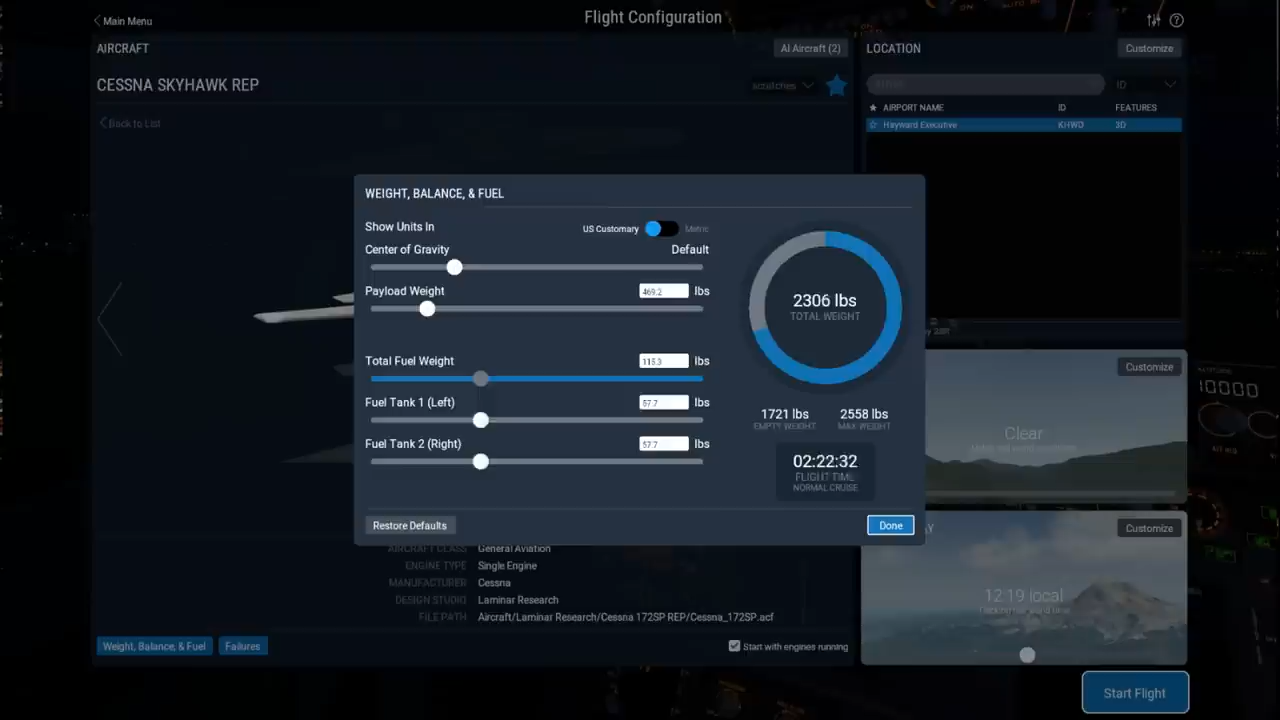 Main Menu
Flight Configuration
AIRCRAFT
AI Aircraft (2)
LOCATION
Customize
CESSNA SKYHAWK REP
scratches
ID
AIRPORT NAME
ID
FEATURES
Back to List
Hayward Executive
KHWD
3D
WEIGHT, BALANCE, & FUEL
Show Units In
US Customary
Metric
Center of Gravity
Default
Payload Weight
469.2
lbs
2306 lbs
TOTAL WEIGHT
Total Fuel Weight
115.3
lbs
Fuel Tank 1 (Left)
57.7
lbs
Fuel Tank 2 (Right)
57.7
lbs
1721 lbs
EMPTY WEIGHT
2558 lbs
MAX WEIGHT
02:22:32
FLIGHT TIME
NORMAL CRUISE
Restore Defaults
Done
Customize
10000
Clear
Customize
12:19 local
AIRCRAFT CLASS
General Aviation
ENGINE TYPE
Single Engine
MANUFACTURER
Cessna
DESIGN STUDIO
Laminar Research
FILE PATH
Aircraft/Laminar Research/Cessna 172SP REP/Cessna_172SP.acf
Weight, Balance, & Fuel
Failures
Start with engines running
Start Flight